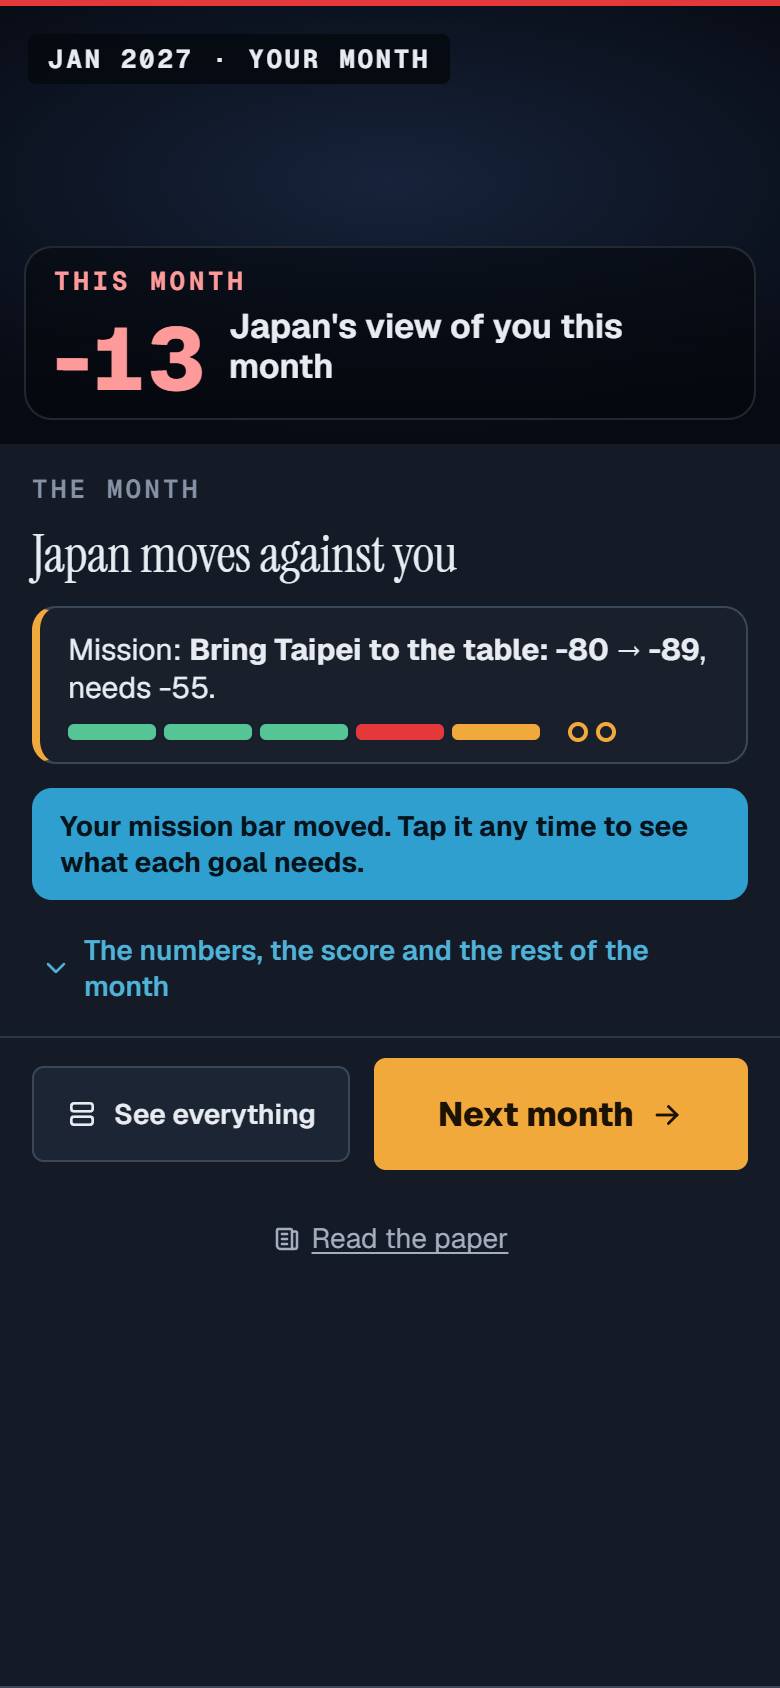 JAN 2027 · YOUR MONTH
THIS MONTH
-13
Japan's view of you this
month
THE MONTH
Japan moves against you
Mission: Bring Taipei to the table: -80 → -89,
needs -55.
Your mission bar moved. Tap it any time to see
what each goal needs.
The numbers, the score and the rest of the
month
See everything
Next month →
Read the paper